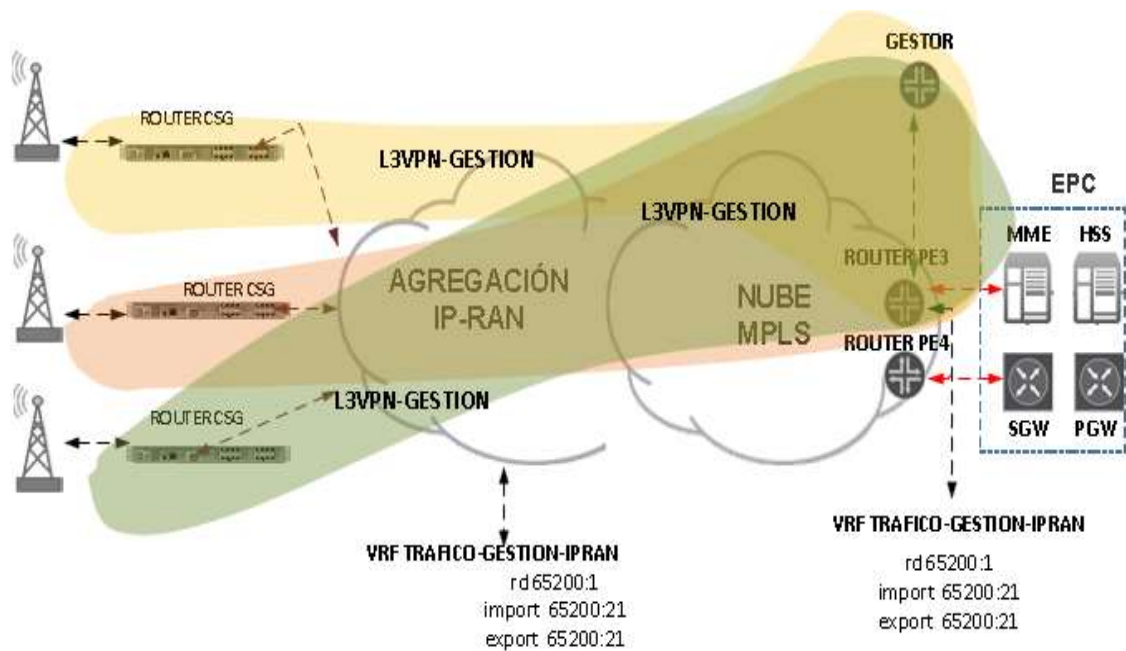 GESTOR
ROUTER CSG
L3VPN-GESTION
EPC
L3VPN-GESTION
MME HSS
ROUTER PE3
ROUTER CSG
AGREGACIÓN
IP-RAN
NUBE
MPLS
ROUTER PE4
L3VPN-GESTION
ROUTER CSG
SGW PGW
VRF TRAFICO-GESTION-IPRAN
rd 65200:1
import 65200:21
export 65200:21
VRF TRAFICO-GESTION-IPRAN
rd 65200:1
import 65200:21
export 65200:21